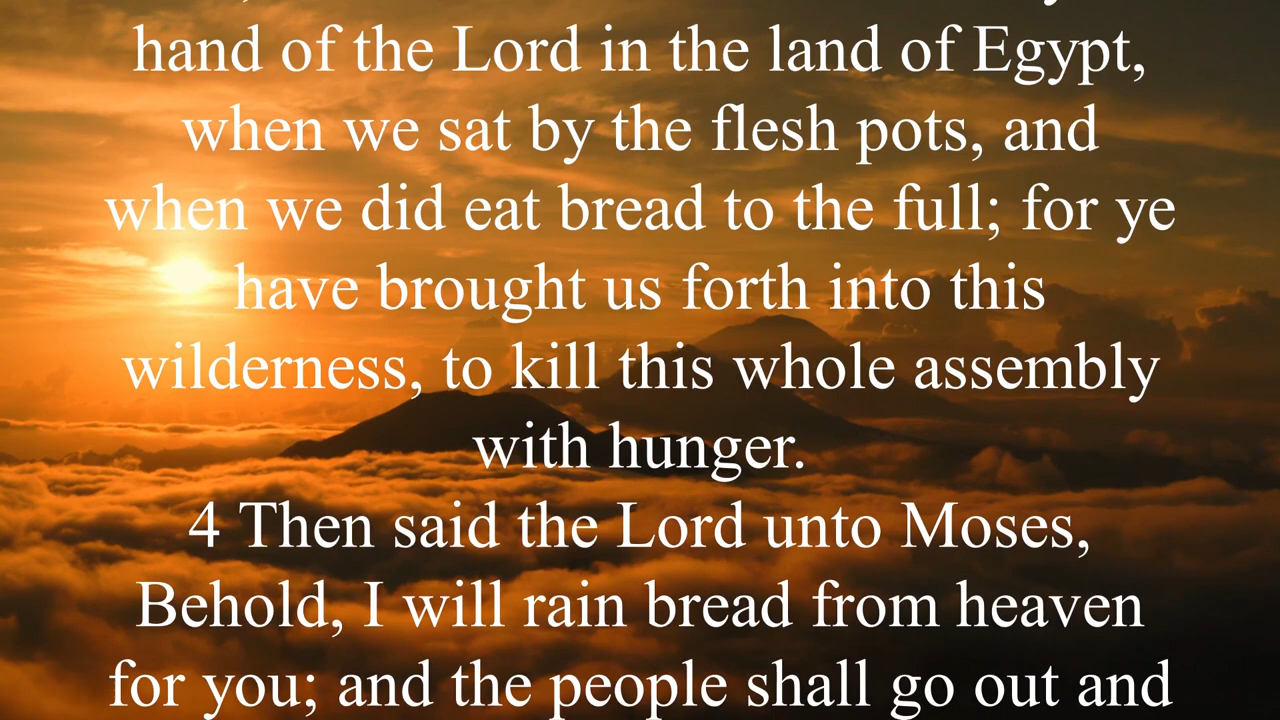 hand of the Lord in the land of Egypt,
when we sat by the flesh pots, and
when we did eat bread to the full; for ye
have brought us forth into this
wilderness, to kill this whole assembly
with hunger.
4 Then said the Lord unto Moses,
Behold, I will rain bread from heaven
for you; and the people shall go out and